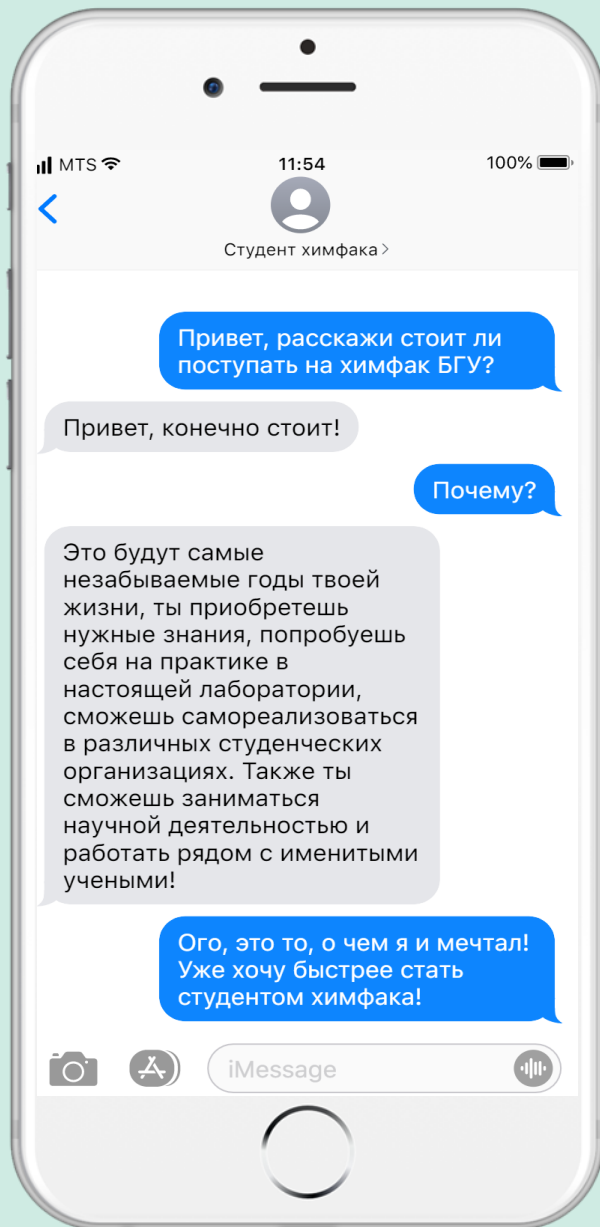 MTS 11:54 100%
Студент химфака
Привет, расскажи стоит ли
поступать на химфак БГУ?
Привет, конечно стоит!
Почему?
Это будут самые
незабываемые годы твоей
жизни, ты приобретешь
нужные знания, попробуешь
себя на практике в
настоящей лаборатории,
сможешь самореализоваться
в различных студенческих
организациях. Также ты
сможешь заниматься
научной деятельностью и
работать рядом с именитыми
учеными!
Ого, это то, о чем я и мечтал!
Уже хочу быстрее стать
студентом химфака!
iMessage